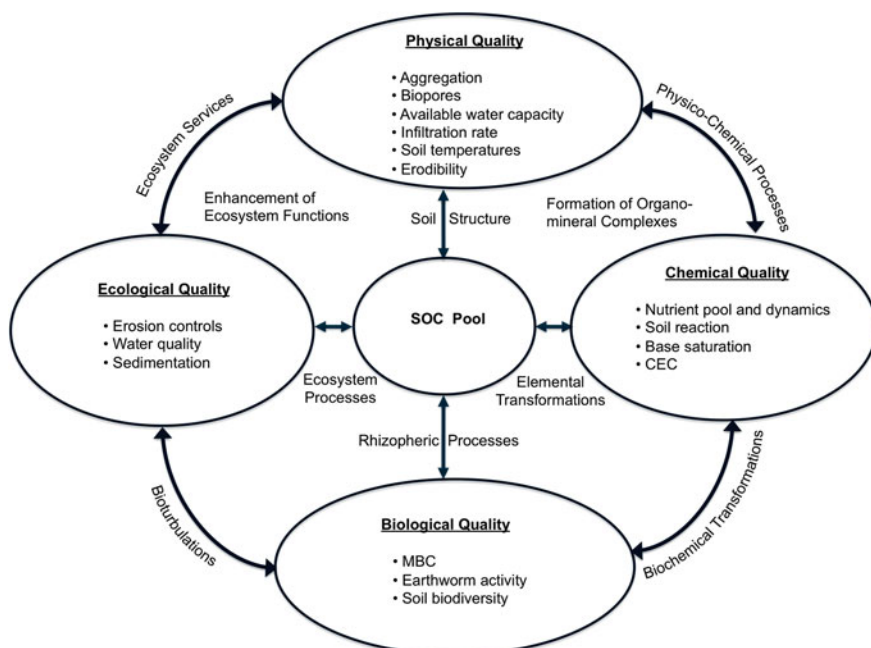 Physical Quality
• Aggregation
• Biopores
• Available water capacity
• Infiltration rate
• Soil temperatures
• Erodibility
Ecosystem Services
Physico-Chemical Processes
Enhancement of
Ecosystem Functions
Soil Structure
Formation of Organo-
mineral Complexes
Ecological Quality
• Erosion controls
• Water quality
• Sedimentation
SOC Pool
Chemical Quality
• Nutrient pool and dynamics
• Soil reaction
• Base saturation
• CEC
Ecosystem
Processes
Elemental
Transformations
Rhizopheric Processes
Bioturbulations
Biochemical Transformations
Biological Quality
• MBC
• Earthworm activity
• Soil biodiversity